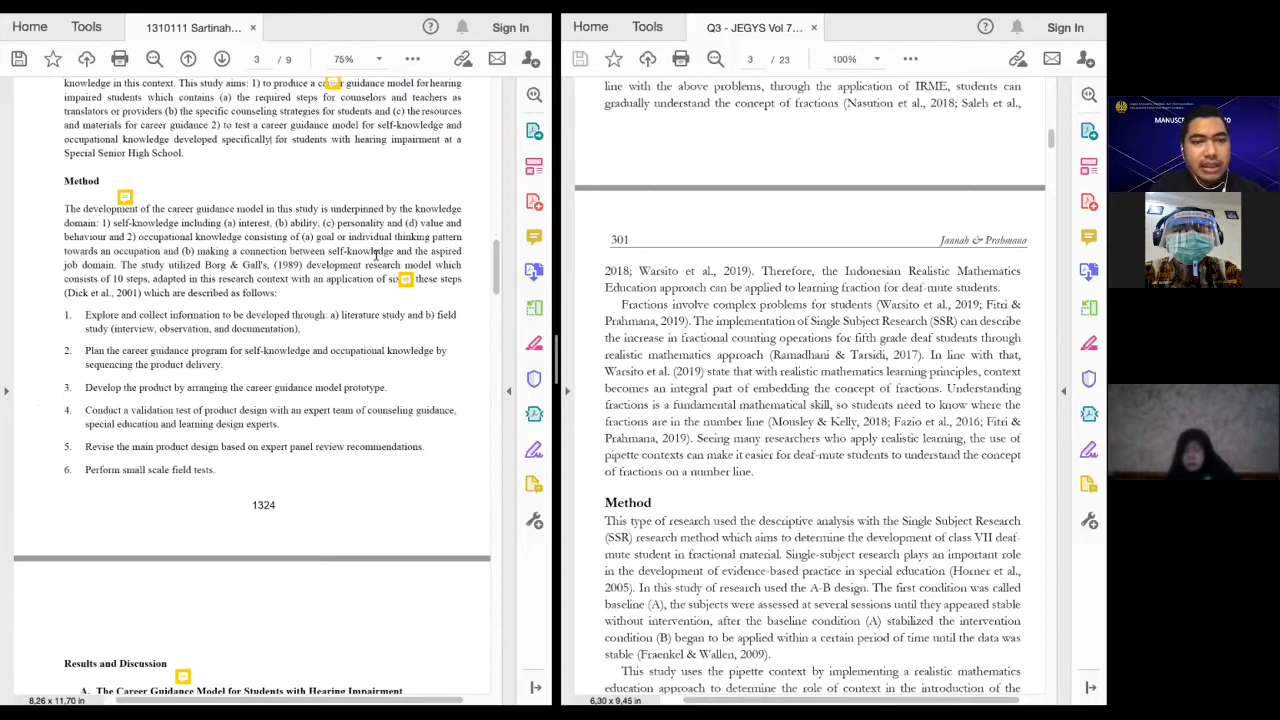 Home
Tools
1310111 Sartinah...
×
Sign In
3
/ 9
75%
knowledge in this context. This study aims: 1) to produce a career guidance model for hearing
impaired students which contains (a) the required steps for counselors and teachers as
translators or providers (b) the specific counseling strategies for students and (c) the resources
and materials for career guidance 2) to test a career guidance model for self-knowledge and
occupational knowledge developed specifically for students with hearing impairment at a
Special Senior High School.
Method
The development of the career guidance model in this study is underpinned by the knowledge
domain: 1) self-knowledge including (a) interest, (b) ability, (c) personality and (d) value and
behaviour and 2) occupational knowledge consisting of (a) goal or individual thinking pattern
towards an occupation and (b) making a connection between self-knowledge and the aspired
job domain. The study utilized Borg & Gall's, (1989) development research model which
consists of 10 steps, adapted in this research context with an application of six these steps
(Dick et al., 2001) which are described as follows:
1. Explore and collect information to be developed through: a) literature study and b) field
study (interview, observation, and documentation),
2. Plan the career guidance program for self-knowledge and occupational knowledge by
sequencing the product delivery.
3. Develop the product by arranging the career guidance model prototype.
4. Conduct a validation test of product design with an expert team of counseling guidance,
special education and learning design experts.
5. Revise the main product design based on expert panel review recommendations.
6. Perform small scale field tests.
1324
Results and Discussion
A. The Career Guidance Model for Students with Hearing Impairment
8,26 x 11,70 in
Home
Tools
Q3 - JEGYS Vol 7...
×
Sign In
3
/ 23
100%
line with the above problems, through the application of IRME, students can
gradually understand the concept of fractions (Nasution et al., 2018; Saleh et al.,
301
Jannah & Prahmana
2018; Warsito et al., 2019). Therefore, the Indonesian Realistic Mathematics
Education approach can be applied to learning fraction for deaf-mute students.
Fractions involve complex problems for students (Warsito et al., 2019; Fitri &
Prahmana, 2019). The implementation of Single Subject Research (SSR) can describe
the increase in fractional counting operations for fifth grade deaf students through
realistic mathematics approach (Ramadhani & Tarsidi, 2017). In line with that,
Warsito et al. (2019) state that with realistic mathematics learning principles, context
becomes an integral part of embedding the concept of fractions. Understanding
fractions is a fundamental mathematical skill, so students need to know where the
fractions are in the number line (Mousley & Kelly, 2018; Fazio et al., 2016; Fitri &
Prahmana, 2019). Seeing many researchers who apply realistic learning, the use of
pipette contexts can make it easier for deaf-mute students to understand the concept
of fractions on a number line.
Method
This type of research used the descriptive analysis with the Single Subject Research
(SSR) research method which aims to determine the development of class VII deaf-
mute student in fractional material. Single-subject research plays an important role
in the development of evidence-based practice in special education (Horner et al.,
2005). In this study of research used the A-B design. The first condition was called
baseline (A), the subjects were assessed at several sessions until they appeared stable
without intervention, after the baseline condition (A) stabilized the intervention
condition (B) began to be applied within a certain period of time until the data was
stable (Fraenkel & Wallen, 2009).
This study uses the pipette context by implementing a realistic mathematics
education approach to determine the role of context in the introduction of the
6,30 x 9,45 in